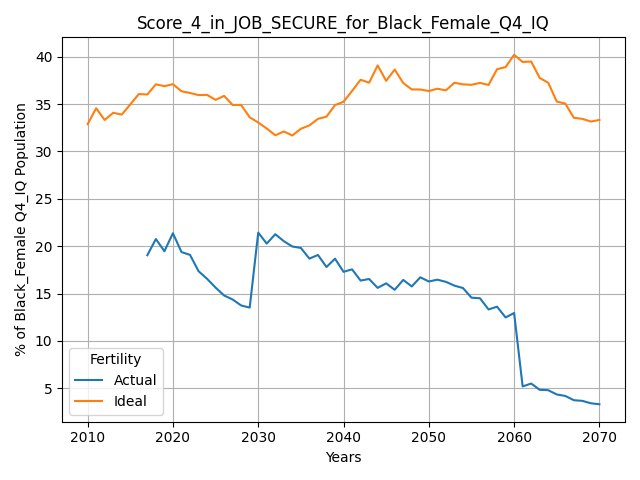 Score_4_in_JOB_SECURE_for_Black_Female_Q4_IQ
% of Black_Female Q4_IQ Population
40
35
30
25
20
15
10
5
Fertility
Actual
Ideal
2010 2020 2030 2040 2050 2060 2070
Years